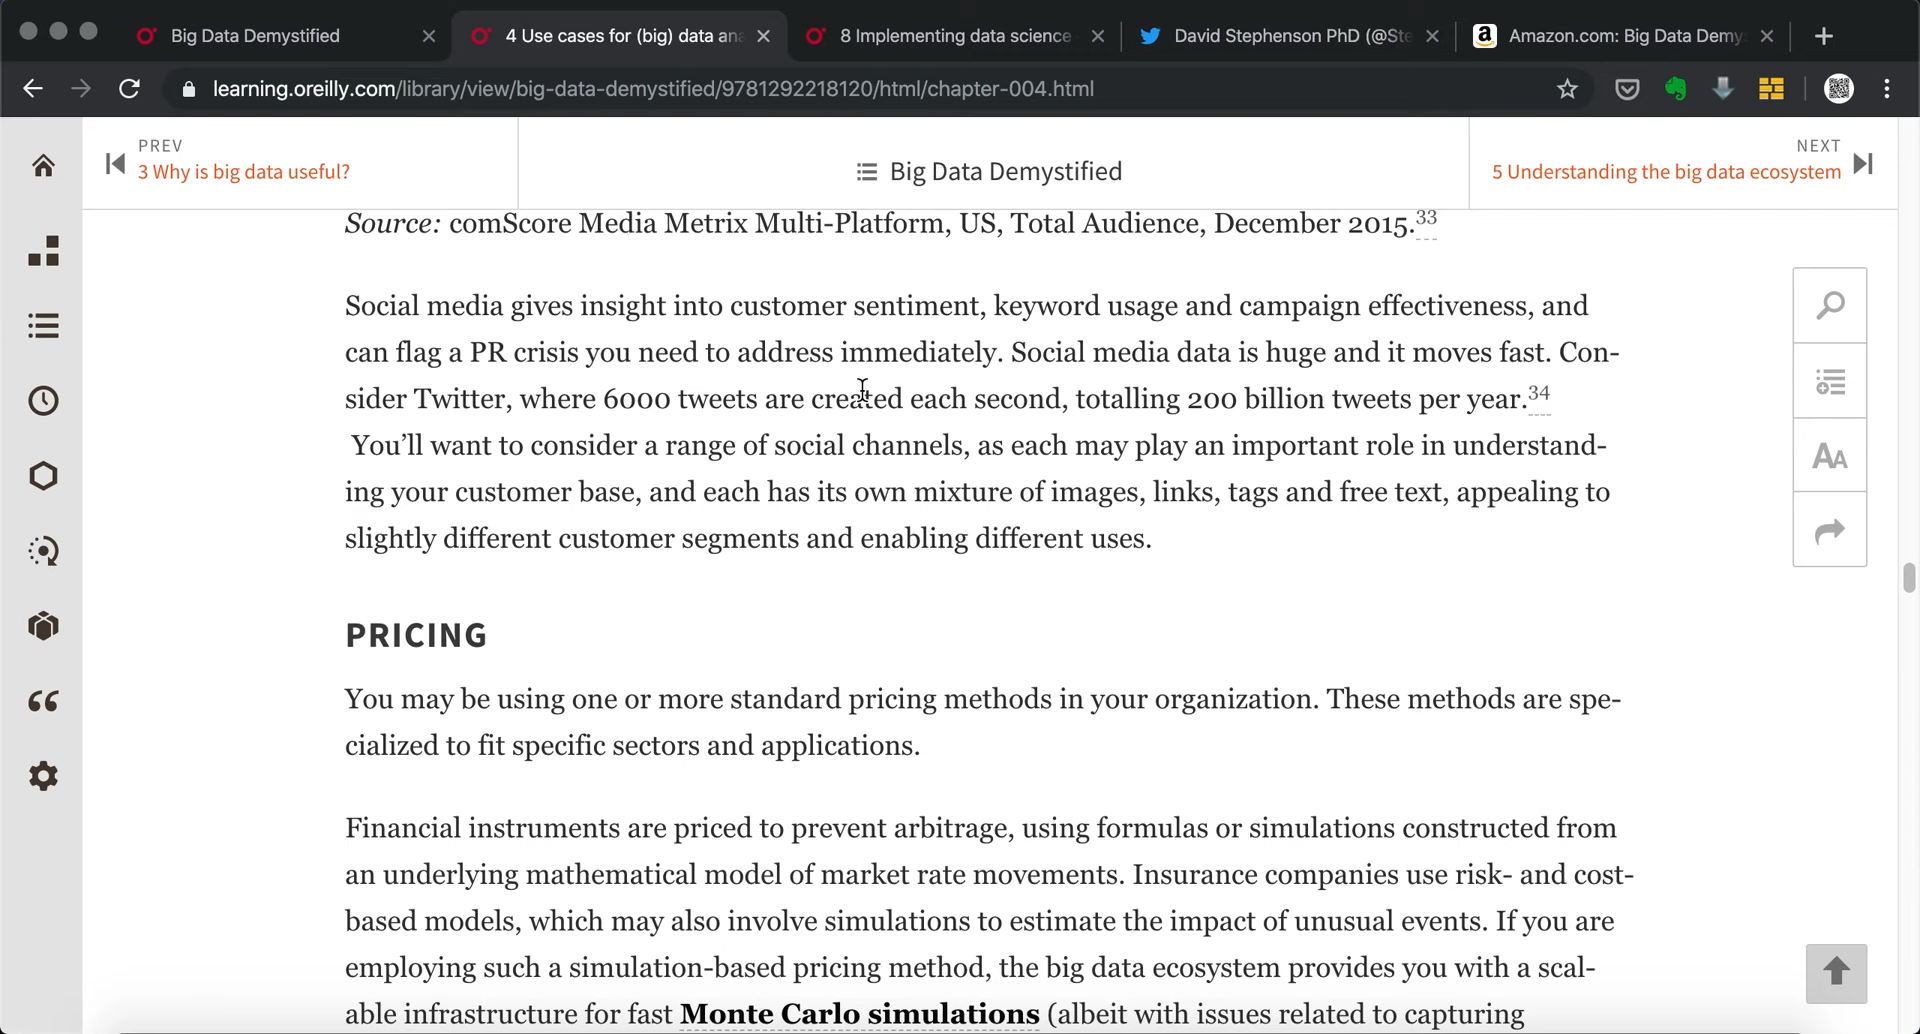 Big Data Demystified
4 Use cases for (big) data ana
8 Implementing data science
David Stephenson PhD (@Ste
Amazon.com: Big Data Demy
learning.oreilly.com/library/view/big-data-demystified/9781292218120/html/chapter-004.html
PREV
3 Why is big data useful?
Big Data Demystified
NEXT
5 Understanding the big data ecosystem
Source: comScore Media Metrix Multi-Platform, US, Total Audience, December 2015.33
Social media gives insight into customer sentiment, keyword usage and campaign effectiveness, and
can flag a PR crisis you need to address immediately. Social media data is huge and it moves fast. Con-
sider Twitter, where 6000 tweets are created each second, totalling 200 billion tweets per year.34
You’ll want to consider a range of social channels, as each may play an important role in understand-
ing your customer base, and each has its own mixture of images, links, tags and free text, appealing to
slightly different customer segments and enabling different uses.
PRICING
You may be using one or more standard pricing methods in your organization. These methods are spe-
cialized to fit specific sectors and applications.
Financial instruments are priced to prevent arbitrage, using formulas or simulations constructed from
an underlying mathematical model of market rate movements. Insurance companies use risk- and cost-
based models, which may also involve simulations to estimate the impact of unusual events. If you are
employing such a simulation-based pricing method, the big data ecosystem provides you with a scal-
able infrastructure for fast Monte Carlo simulations (albeit with issues related to capturing